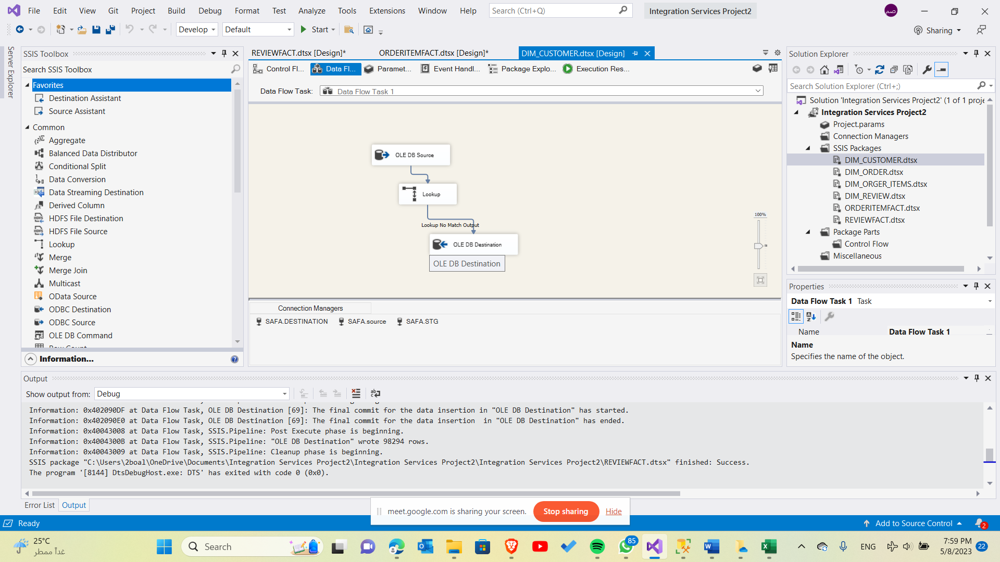 File Edit View Git Project Build Debug Format Test Analyze Tools Extensions Window Help
Search (Ctrl+Q)
Integration Services Project2
صم
Develop
Default
Start
Sharing
Server Explorer
SSIS Toolbox
Search SSIS Toolbox
Favorites
Destination Assistant
Source Assistant
Common
Aggregate
Balanced Data Distributor
Conditional Split
Data Conversion
Data Streaming Destination
Derived Column
HDFS File Destination
HDFS File Source
Lookup
Merge
Merge Join
Multicast
OData Source
ODBC Destination
ODBC Source
OLE DB Command
Row Count
Information...
REVIEWFACT.dtsx [Design]*
ORDERITEMFACT.dtsx [Design]*
DIM_CUSTOMER.dtsx [Design]
Control Fl...
Data Fl...
Paramet...
Event Handl...
Package Explo...
Execution Res...
Data Flow Task:
Data Flow Task 1
OLE DB Source
Lookup
Lookup No Match Output
OLE DB Destination
OLE DB Destination
100%
Connection Managers
SAFA.DESTINATION
SAFA.source
SAFA.STG
Solution Explorer
Search Solution Explorer (Ctrl+;)
Solution 'Integration Services Project2' (1 of 1 proje
Integration Services Project2
Project.params
Connection Managers
SSIS Packages
DIM_CUSTOMER.dtsx
DIM_ORDER.dtsx
DIM_ORGER_ITEMS.dtsx
DIM_REVIEW.dtsx
ORDERITEMFACT.dtsx
REVIEWFACT.dtsx
Package Parts
Control Flow
Miscellaneous
Properties
Data Flow Task 1 Task
Name Data Flow Task 1
Name
Specifies the name of the object.
Output
Show output from: Debug
Information: 0x402090DF at Data Flow Task, OLE DB Destination [69]: The final commit for the data insertion in "OLE DB Destination" has started.
Information: 0x402090E0 at Data Flow Task, OLE DB Destination [69]: The final commit for the data insertion  in "OLE DB Destination" has ended.
Information: 0x40043008 at Data Flow Task, SSIS.Pipeline: Post Execute phase is beginning.
Information: 0x4004300B at Data Flow Task, SSIS.Pipeline: "OLE DB Destination" wrote 98294 rows.
Information: 0x40043009 at Data Flow Task, SSIS.Pipeline: Cleanup phase is beginning.
SSIS package "C:\Users\2boal\OneDrive\Documents\Integration Services Project2\Integration Services Project2\Integration Services Project2\REVIEWFACT.dtsx" finished: Success.
The program '[8144] DtsDebugHost.exe: DTS' has exited with code 0 (0x0).
Error List
Output
meet.google.com is sharing your screen.
Stop sharing
Hide
Ready
Add to Source Control
2
25°C
غداً ممطر
Search
85
ENG
7:59 PM
5/8/2023
22